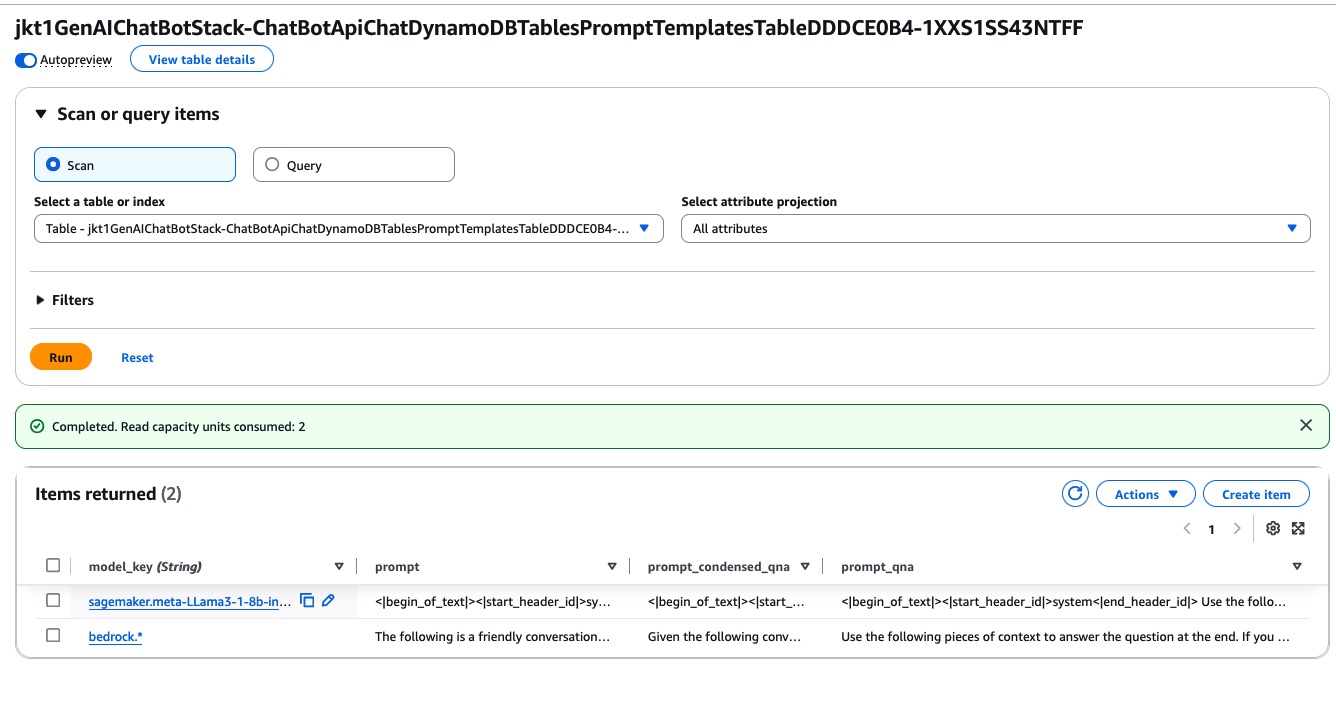 jkt1GenAIChatBotStack-ChatBotApiChatDynamoDBTablesPromptTemplatesTableDDDCE0B4-1XXS1SS43NTFF
Autopreview View table details
Scan or query items
Scan Query
Select a table or index Select attribute projection
Table - jkt1GenAIChatBotStack-ChatBotApiChatDynamoDBTablesPromptTemplatesTableDDDCE0B4-... All attributes
Filters
Run Reset
Completed. Read capacity units consumed: 2
Items returned (2) Actions Create item
1
model_key (String) prompt prompt_condensed_qna prompt_qna
sagemaker.meta-LLama3-1-8b-in... <|begin_of_text|><|start_header_id|>sy... <|begin_of_text|><|start_... <|begin_of_text|><|start_header_id|>system<|end_header_id|> Use the follo...
bedrock.* The following is a friendly conversation... Given the following conv... Use the following pieces of context to answer the question at the end. If you ...